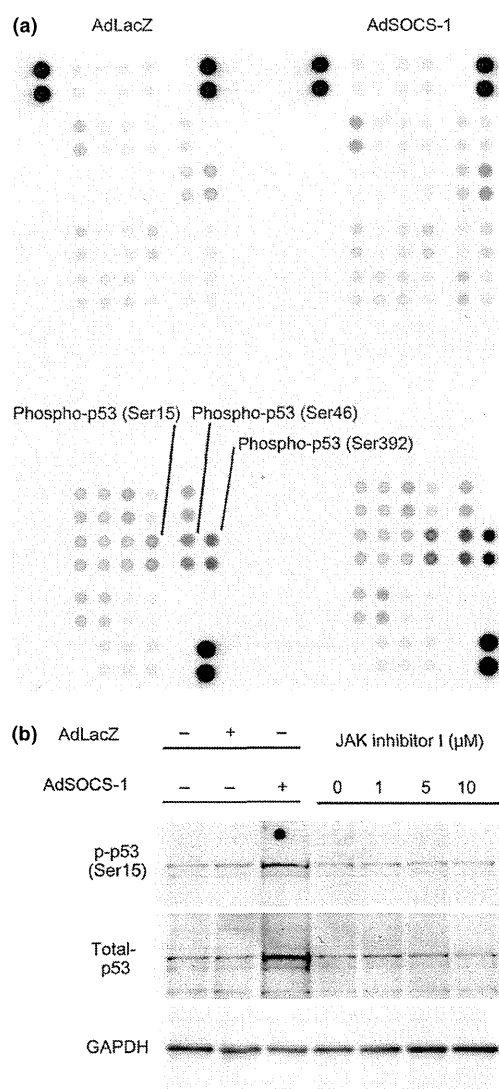 (a)
AdLacZ AdSOCS-1
Phospho-p53 (Ser15) Phospho-p53 (Ser46)
Phospho-p53 (Ser392)
(b)
AdLacZ – + – JAK inhibitor I (μM)
AdSOCS-1 – – + 0 1 5 10
p-p53
(Ser15)
Total-
p53
GAPDH